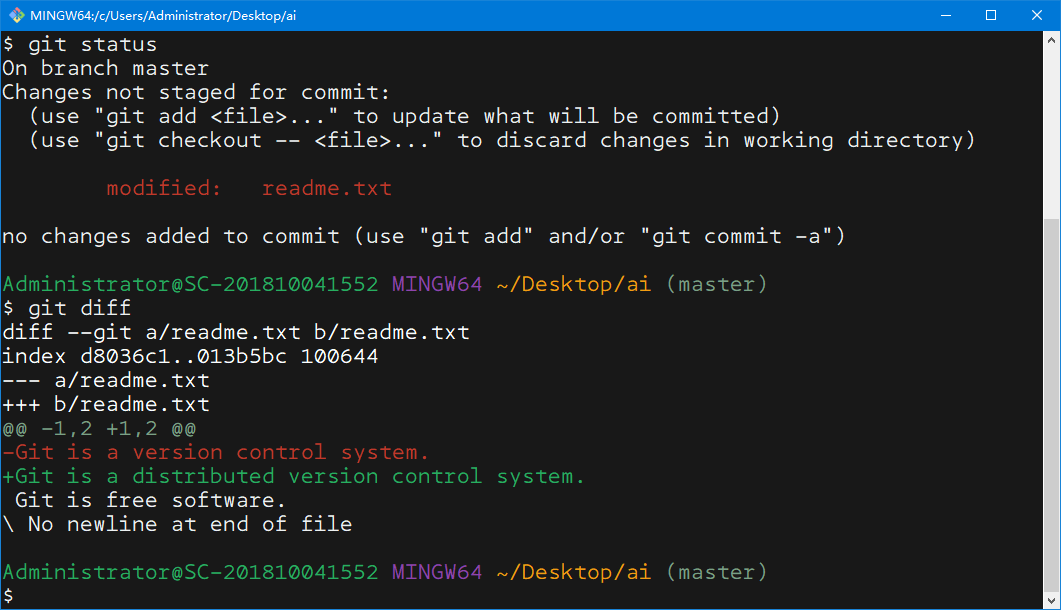 MINGW64:/c/Users/Administrator/Desktop/ai
$ git status
On branch master
Changes not staged for commit:
  (use "git add <file>..." to update what will be committed)
  (use "git checkout -- <file>..." to discard changes in working directory)
        modified:   readme.txt
no changes added to commit (use "git add" and/or "git commit -a")
Administrator@SC-201810041552 MINGW64 ~/Desktop/ai (master)
$ git diff
diff --git a/readme.txt b/readme.txt
index d8036c1..013b5bc 100644
--- a/readme.txt
+++ b/readme.txt
@@ -1,2 +1,2 @@
-Git is a version control system.
+Git is a distributed version control system.
 Git is free software.
\ No newline at end of file
Administrator@SC-201810041552 MINGW64 ~/Desktop/ai (master)
$